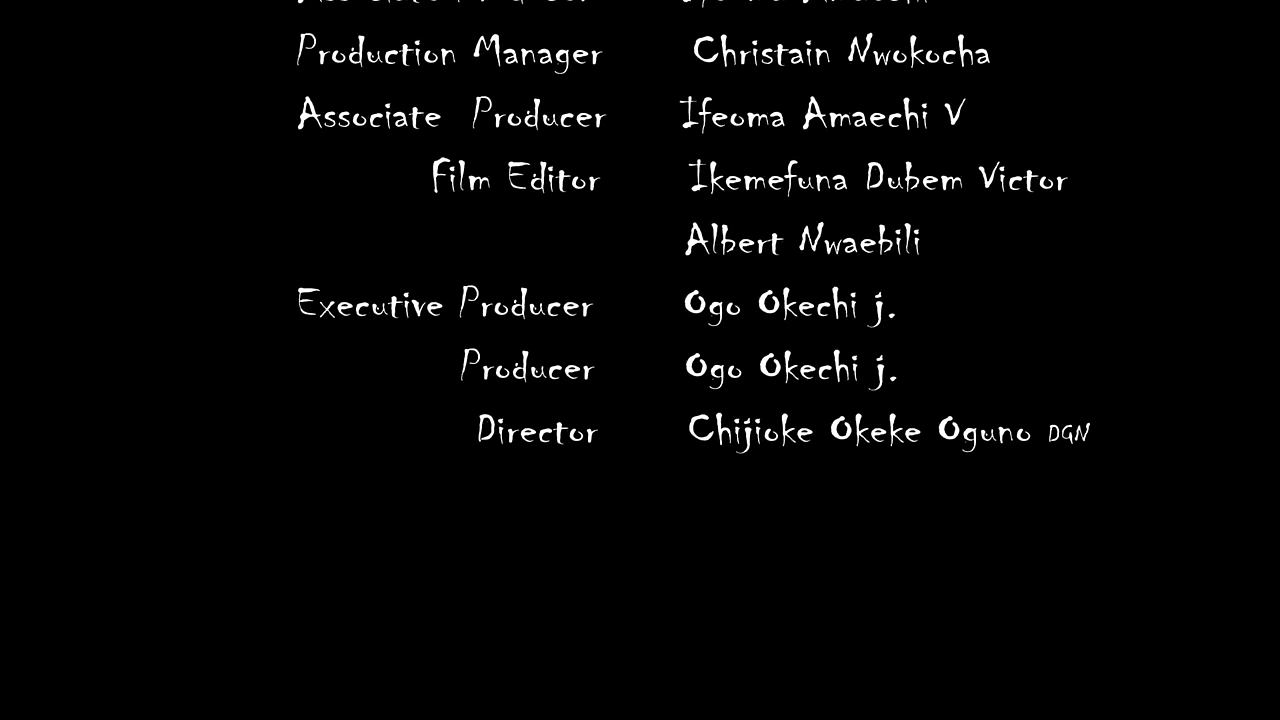 Production Manager Christain Nwokocha
Associate Producer Ifeoma Amaechi V
Film Editor Ikemefuna Dubem Victor
Albert Nwaebili
Executive Producer Ogo Okechi j.
Producer Ogo Okechi j.
Director Chijioke Okeke Oguno DGN